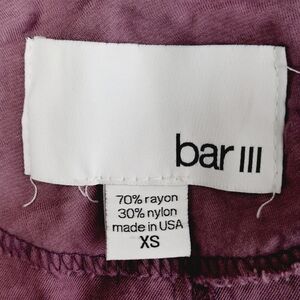 bar III
70% rayon
30% nylon
made in USA
XS